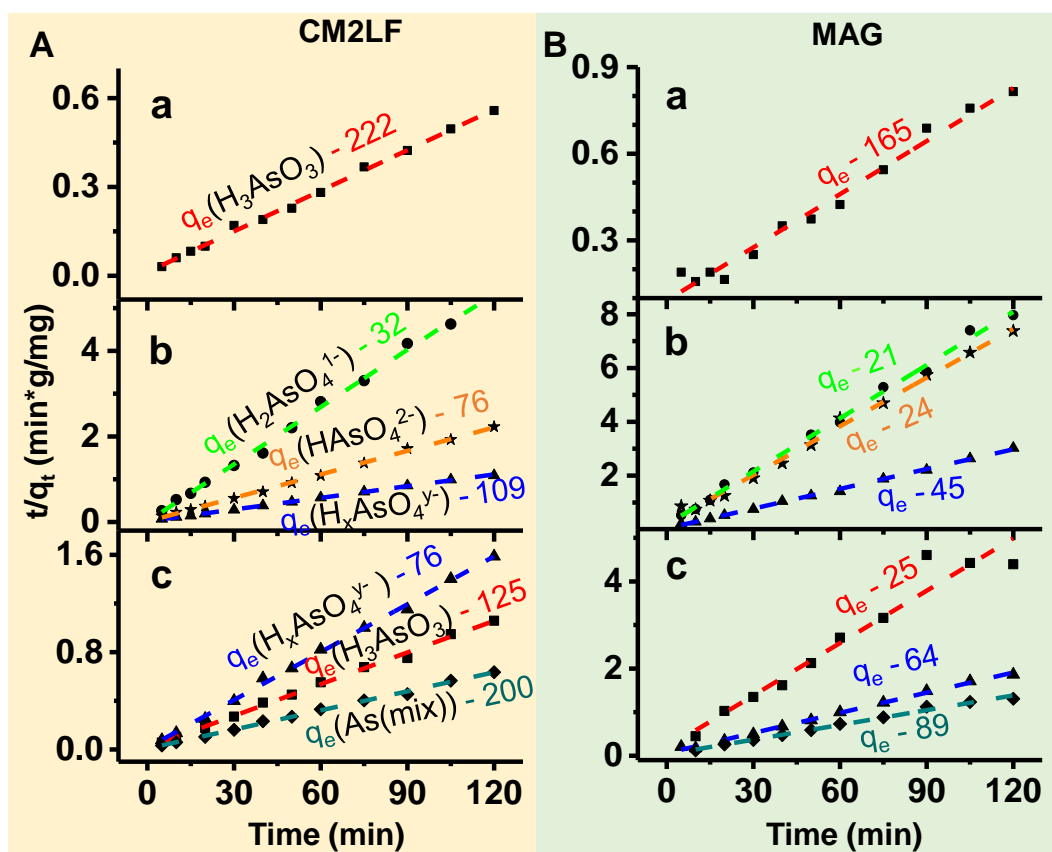 A
CM2LF
a
qₑ(H₃AsO₃) - 222
0.6
0.3
0.0
b
qₑ(H₂AsO₄¹⁻) - 32
qₑ(HAsO₄²⁻) - 76
qₑ(HₓAsO₄ʸ⁻) - 109
4
2
0
c
qₑ(HₓAsO₄ʸ⁻) - 76
qₑ(H₃AsO₃) - 125
qₑ(As(mix)) - 200
1.6
0.8
0.0
t/qₜ (min*g/mg)
0 30 60 90 120
Time (min)
B
MAG
a
qₑ - 165
0.9
0.6
0.3
b
qₑ - 21
qₑ - 24
qₑ - 45
8
6
4
2
c
qₑ - 25
qₑ - 64
qₑ - 89
4
2
0
0 30 60 90 120
Time (min)